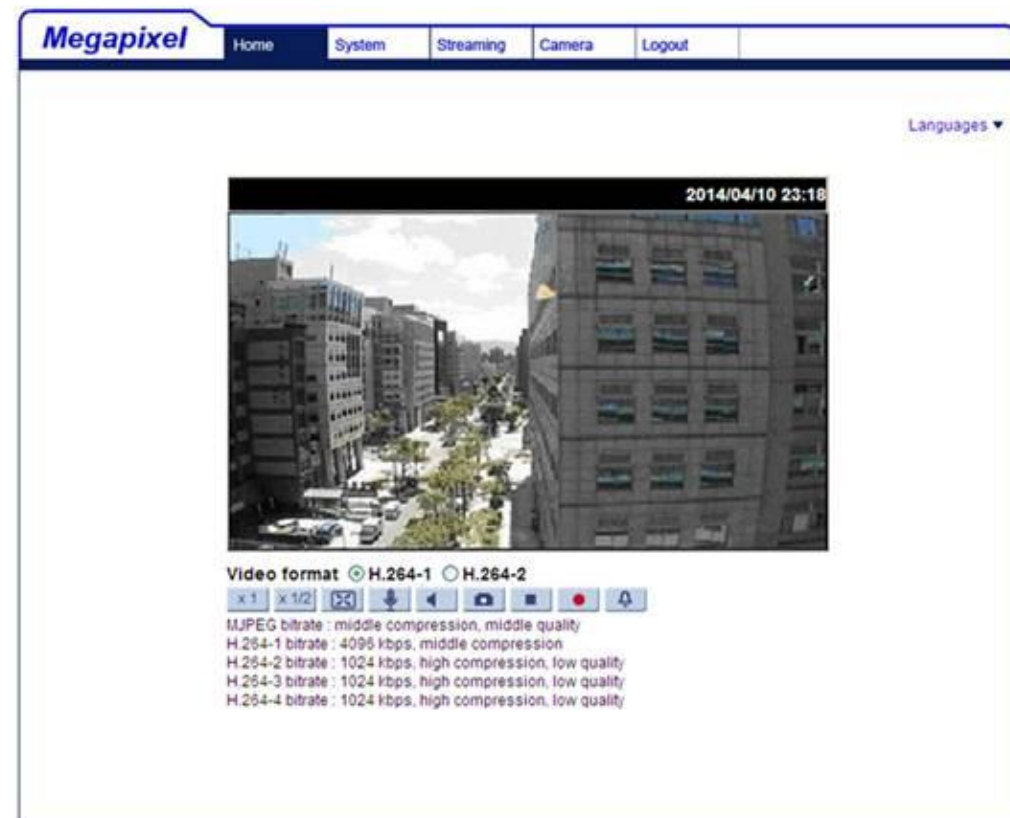 Megapixel
Home System Streaming Camera Logout
Languages
2014/04/10 23:18
Video format H.264-1 H.264-2
x 1 x 1/2
MJPEG bitrate : middle compression, middle quality
H.264-1 bitrate : 4096 kbps, middle compression
H.264-2 bitrate : 1024 kbps, high compression, low quality
H.264-3 bitrate : 1024 kbps, high compression, low quality
H.264-4 bitrate : 1024 kbps, high compression, low quality